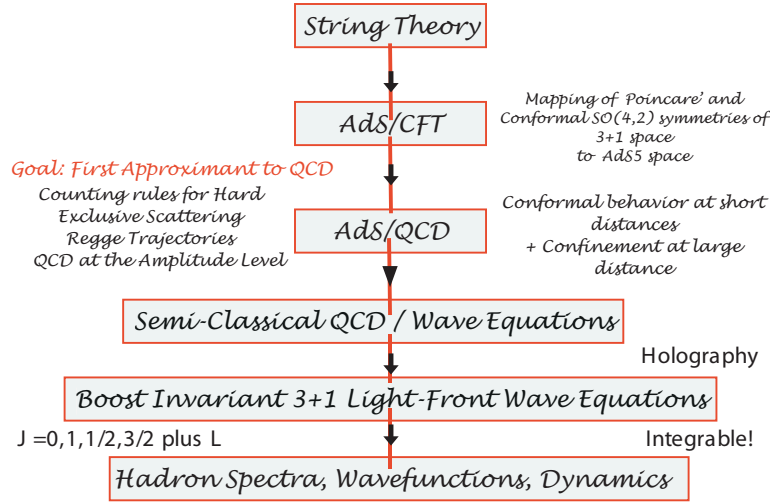 String Theory
AdS/CFT
Mapping of Poincare' and
Conformal SO(4,2) symmetries of
3+1 space
to AdS5 space
Goal: First Approximant to QCD
Counting rules for Hard
Exclusive Scattering
Regge Trajectories
QCD at the Amplitude Level
AdS/QCD
Conformal behavior at short
distances
+ Confinement at large
distance
Semi-Classical QCD / Wave Equations
Holography
Boost Invariant 3+1 Light-Front Wave Equations
J =0,1,1/2,3/2 plus L
Integrable!
Hadron Spectra, Wavefunctions, Dynamics